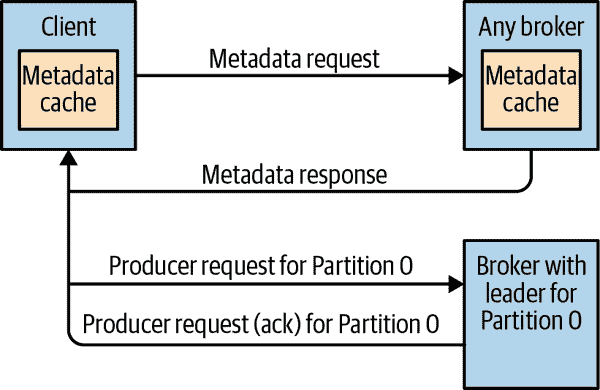 Client
Metadata
cache
Metadata request
Any broker
Metadata
cache
Metadata response
Producer request for Partition 0
Producer request (ack) for Partition 0
Broker with
leader for
Partition 0